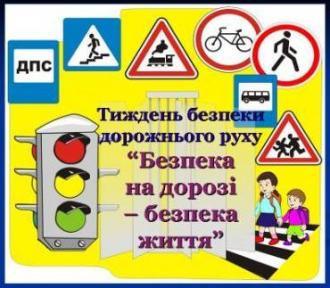 ДПС
Тиждень безпеки
дорожнього руху
“Безпека
на дорозі
– безпека
життя”